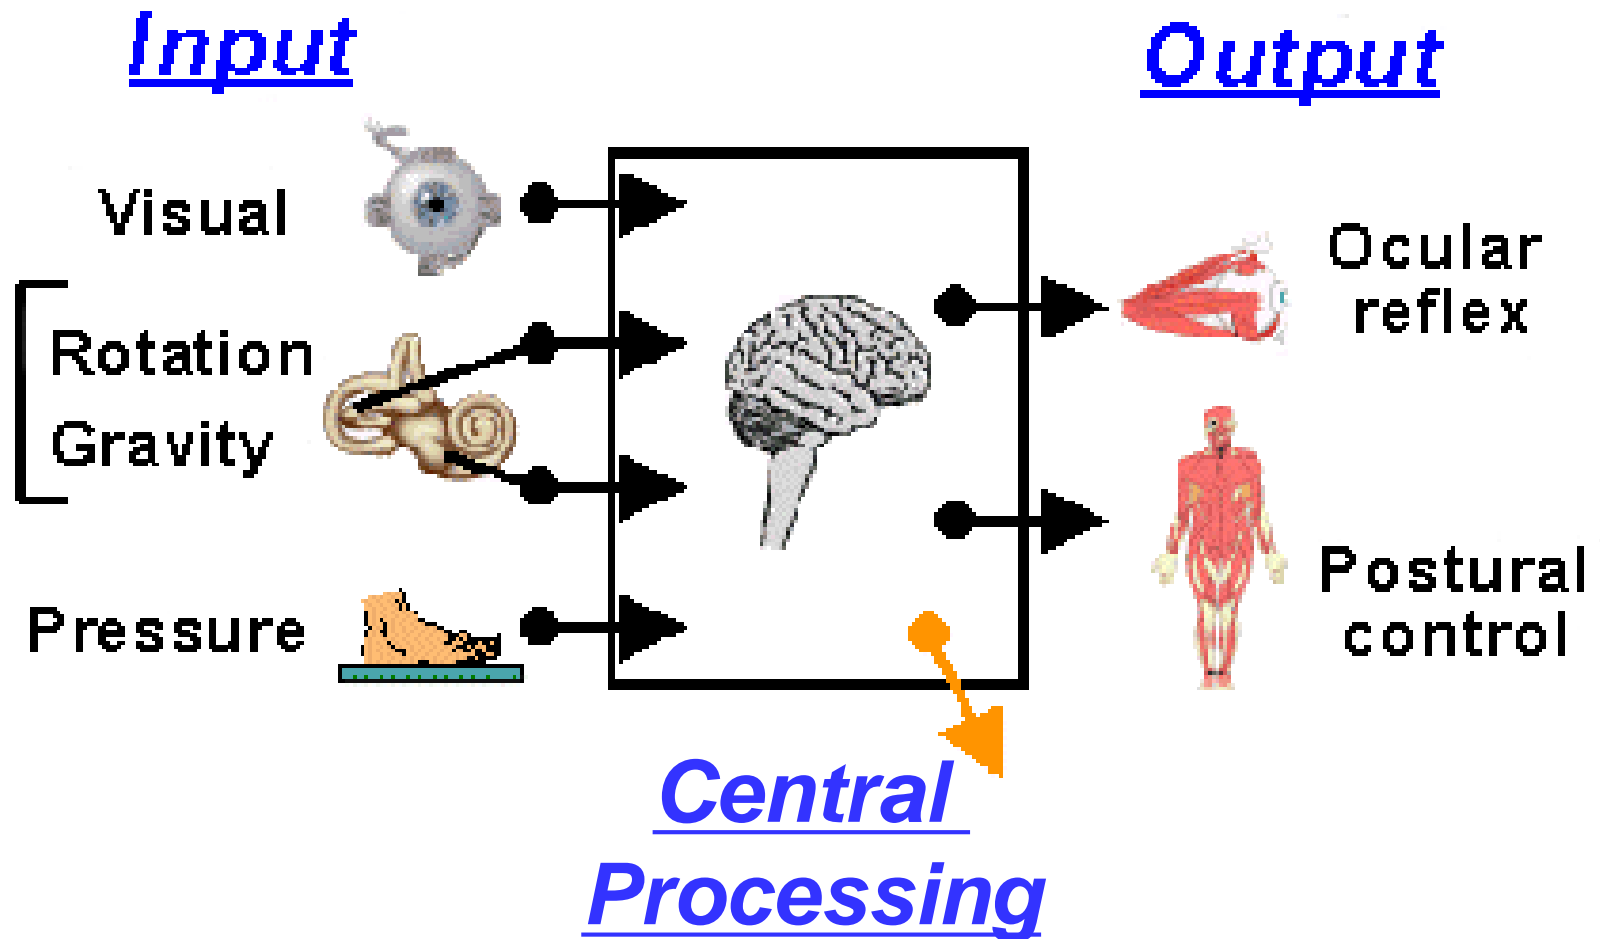 Input
Output
Visual
Rotation
Gravity
Pressure
Ocular
reflex
Postural
control
Central
Processing